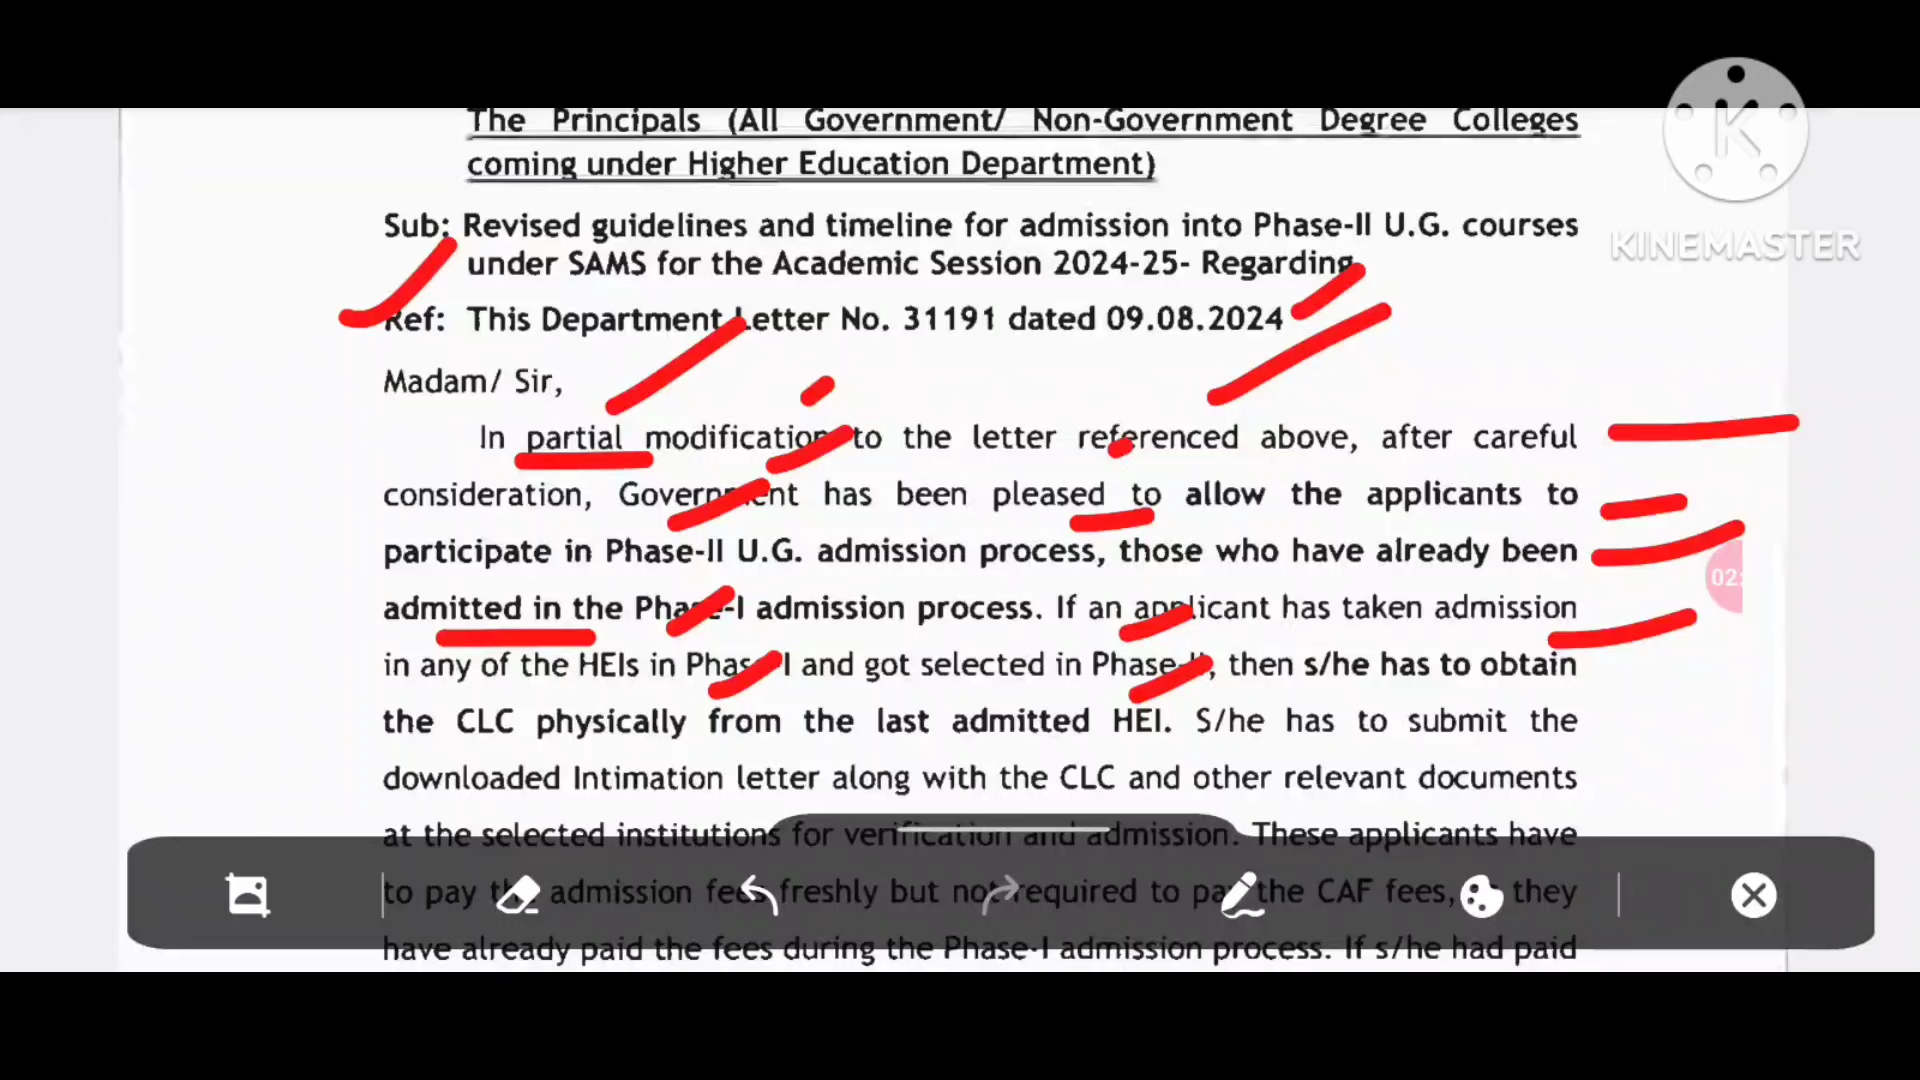 The Principals (All Government/ Non-Government Degree Colleges
coming under Higher Education Department)
KINEMASTER
Sub: Revised guidelines and timeline for admission into Phase-II U.G. courses
under SAMS for the Academic Session 2024-25- Regarding
Ref: This Department Letter No. 31191 dated 09.08.2024
Madam/ Sir,
In partial modification to the letter referenced above, after careful
consideration, Government has been pleased to allow the applicants to
participate in Phase-II U.G. admission process, those who have already been
02:
admitted in the Phase-I admission process. If an applicant has taken admission
in any of the HEIs in Phase-I and got selected in Phase-II, then s/he has to obtain
the CLC physically from the last admitted HEI. S/he has to submit the
downloaded Intimation letter along with the CLC and other relevant documents
at the selected institutions for verification and admission. These applicants have
to pay the admission fees freshly but not required to pay the CAF fees, they
have already paid the fees during the Phase-I admission process. If s/he had paid